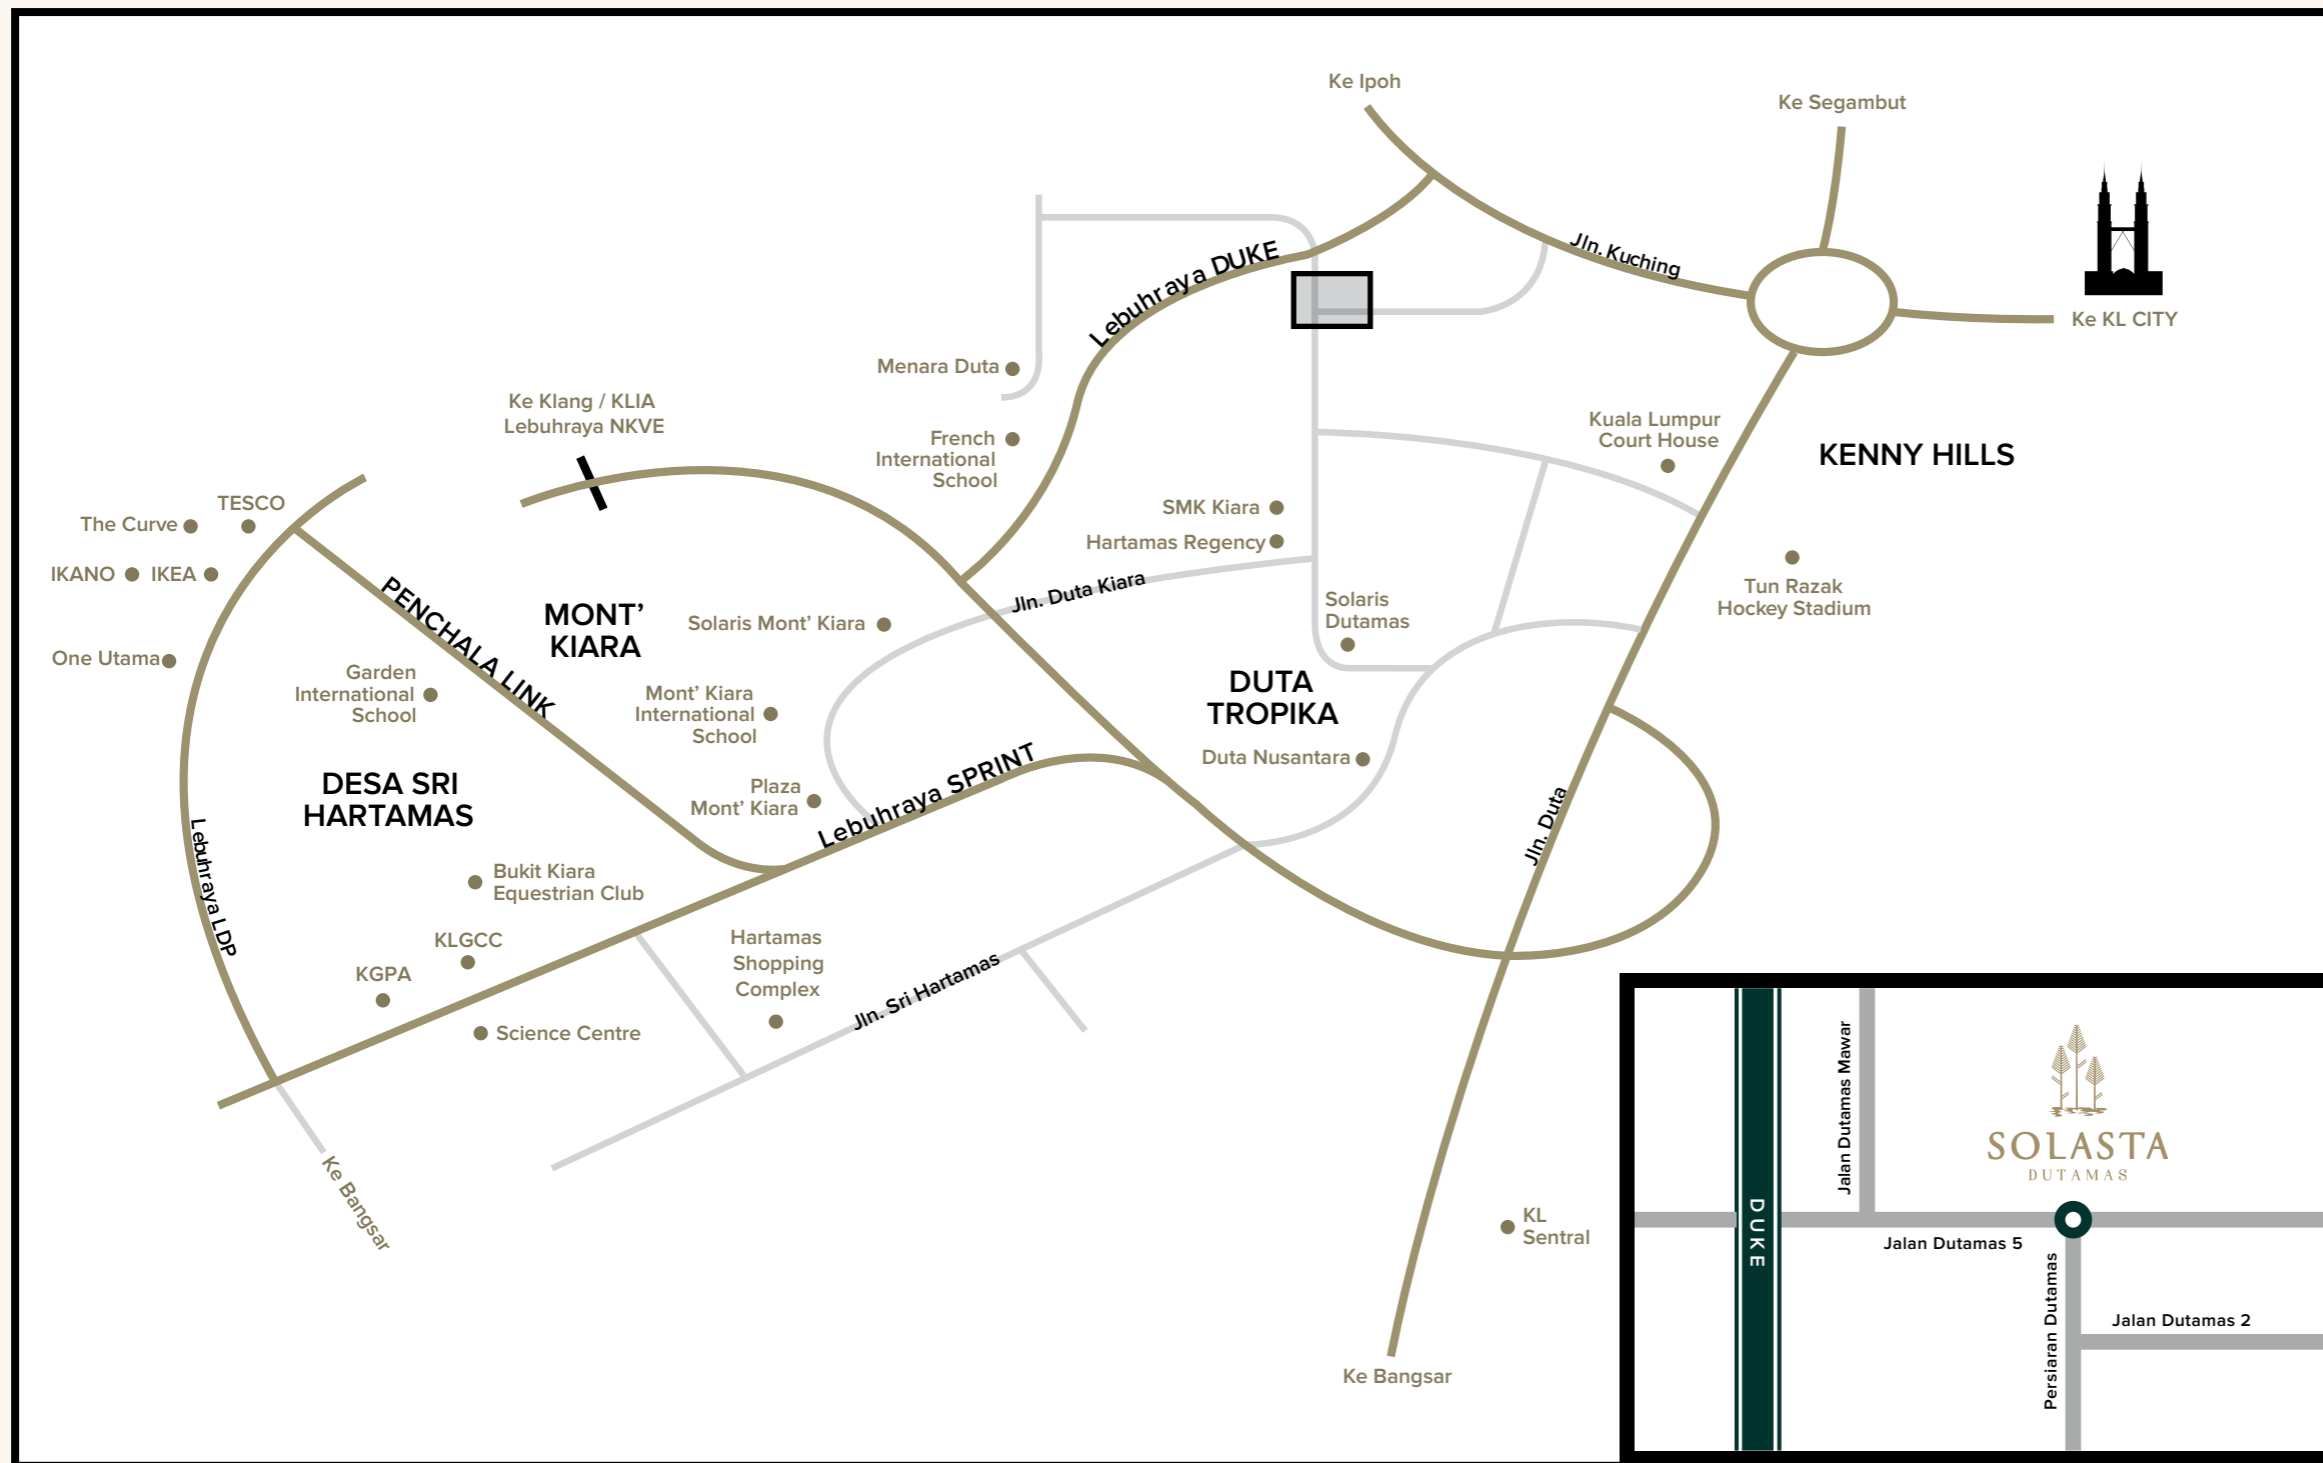 Ke Ipoh
Ke Segambut
Jln. Kuching
Lebuhraya DUKE
Ke KL CITY
Menara Duta
Ke Klang / KLIA
Lebuhraya NKVE
French
International
School
Kuala Lumpur
Court House
KENNY HILLS
TESCO
The Curve
SMK Kiara
Hartamas Regency
IKANO
IKEA
PENCHALA LINK
MONT’
KIARA
Jln. Duta Kiara
Solaris Mont’ Kiara
Solaris
Dutamas
Tun Razak
Hockey Stadium
One Utama
Garden
International
School
Mont’ Kiara
International
School
DUTA
TROPIKA
Duta Nusantara
DESA SRI
HARTAMAS
Plaza
Mont’ Kiara
Lebuhraya SPRINT
Jln. Duta
Lebuhraya LDP
Bukit Kiara
Equestrian Club
KLGCC
KGPA
Hartamas
Shopping
Complex
Jln. Sri Hartamas
Science Centre
Ke Bangsar
KL
Sentral
Ke Bangsar
Jalan Dutamas Mawar
SOLASTA
DUTAMAS
DUKE
Jalan Dutamas 5
Persiaran Dutamas
Jalan Dutamas 2